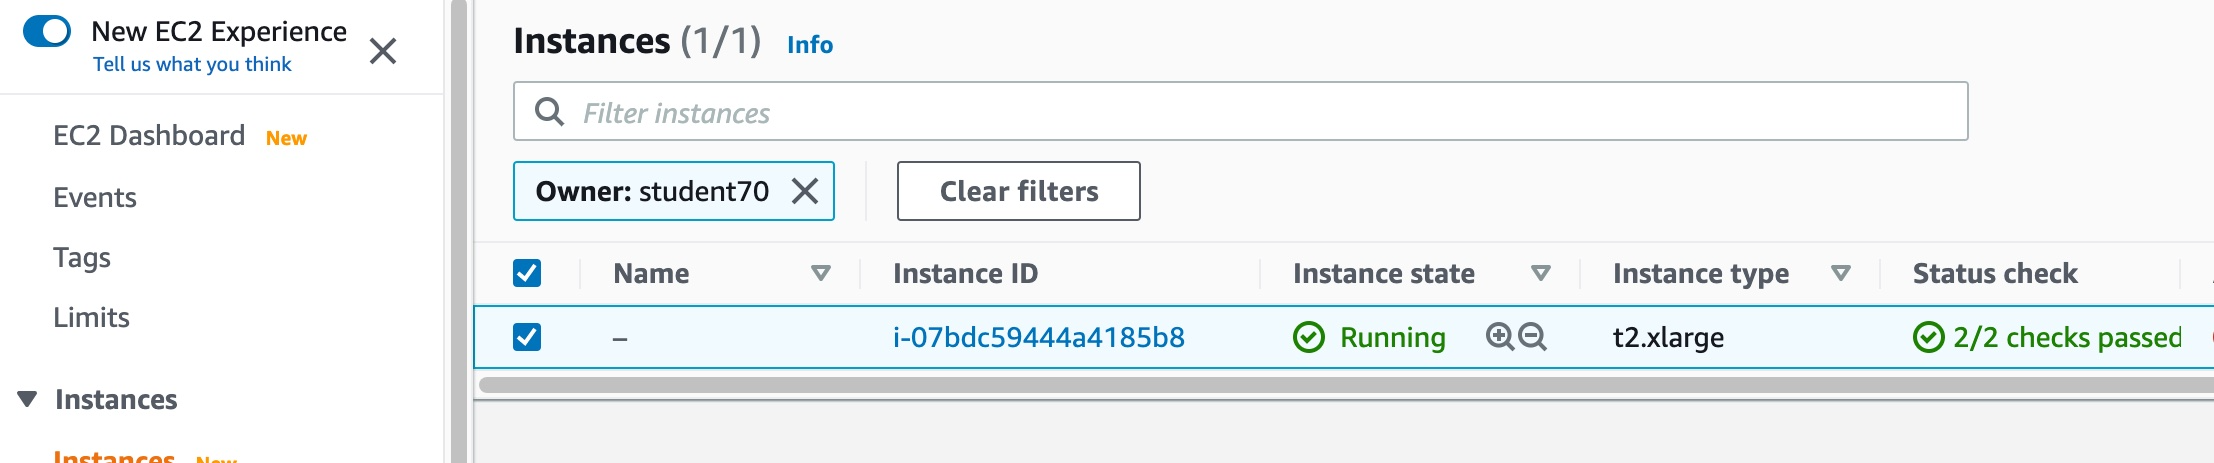 New EC2 Experience
Tell us what you think
EC2 Dashboard New
Events
Tags
Limits
Instances
Instances New
Instances (1/1) Info
Filter instances
Owner: student70
Clear filters
Name Instance ID Instance state Instance type Status check
– i-07bdc59444a4185b8 Running t2.xlarge 2/2 checks passed